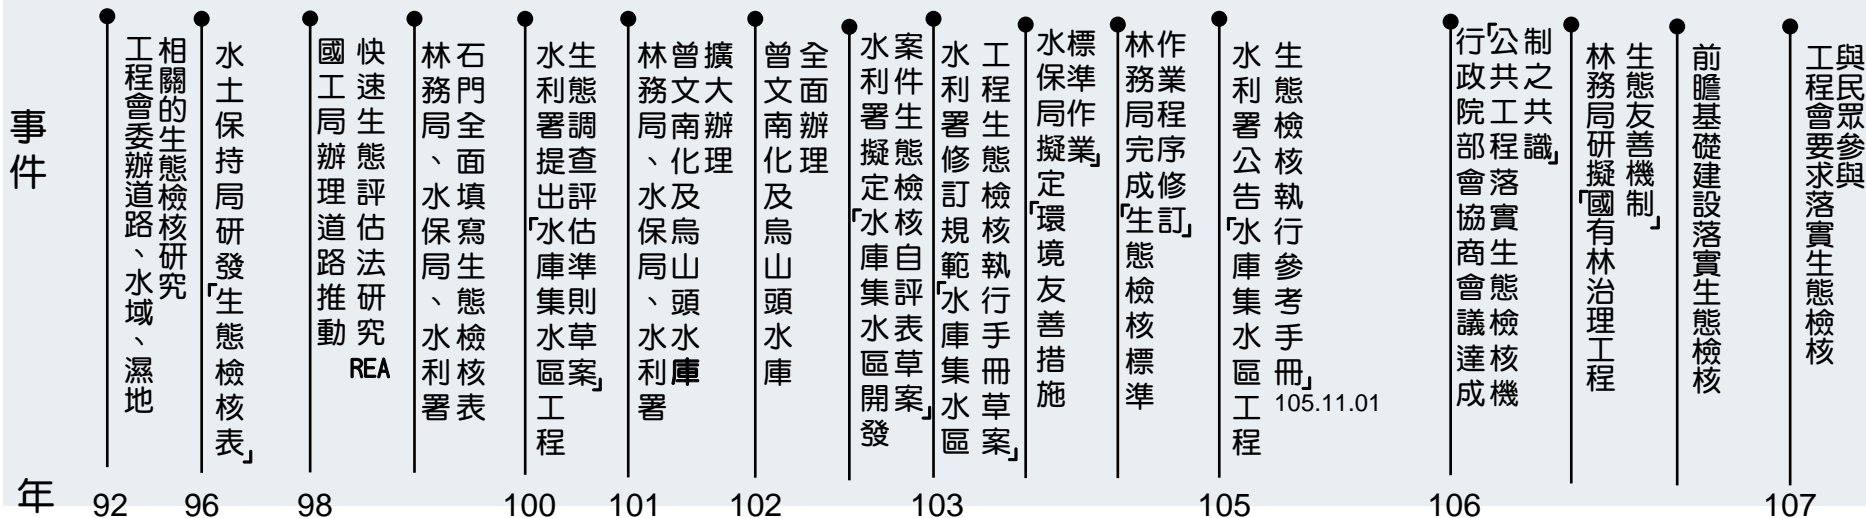 事件
工程會委辦道路、水域、濕地
相關的生態檢核研究
水土保持局研發「生態檢核表」
國工局辦理道路推動
快速生態評估法研究
REA
林務局、水保局、水利署
石門全面填寫生態檢核表
水利署提出「水庫集水區工程
生態調查評估準則草案」
林務局、水保局、水利署
曾文南化及烏山頭水庫
擴大辦理
曾文南化及烏山頭水庫
全面辦理
水利署擬定「水庫集水區開發
案件生態檢核自評表草案」
水利署修訂規範「水庫集水區
工程生態檢核執行手冊草案」
水保局擬定「環境友善措施
標準作業」
林務局完成「生態檢核標準
作業程序修訂」
水利署公告「水庫集水區工程
生態檢核執行參考手冊」
105.11.01
行政院部會協商會議達成
「公共工程落實生態檢核機
制之共識」
林務局研擬「國有林治理工程
生態友善機制」
前瞻基礎建設落實生態檢核
工程會要求落實生態檢核
與民眾參與
年 92 96 98 100 101 102 103 105 106 107